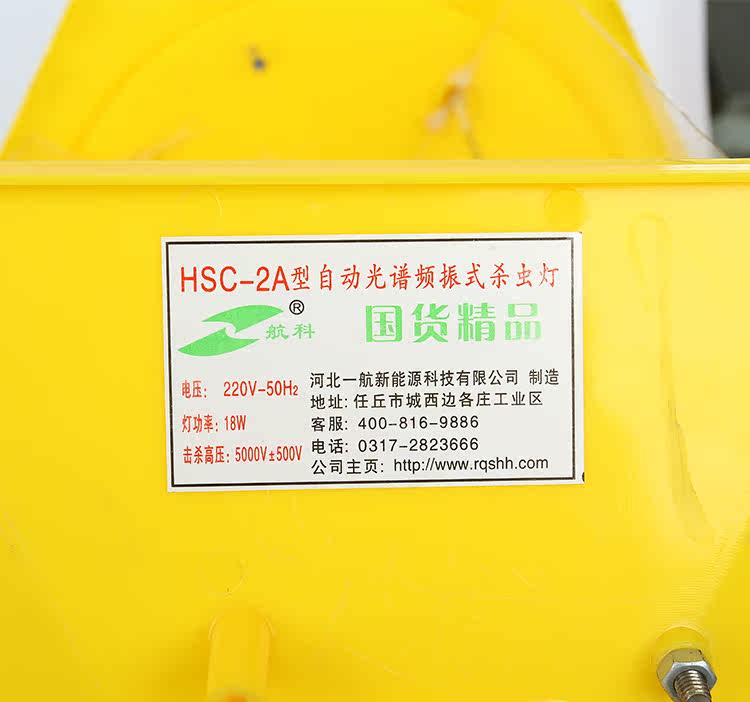 HSC-2A型自动光谱频振式杀虫灯
航科® 国货精品
电压: 220V-50Hz
灯功率: 18W
击杀高压: 5000V±500V
河北一航新能源科技有限公司 制造
地址: 任丘市城西边各庄工业区
客服: 400-816-9886
电话: 0317-2823666
公司主页: http://www.rqshh.com